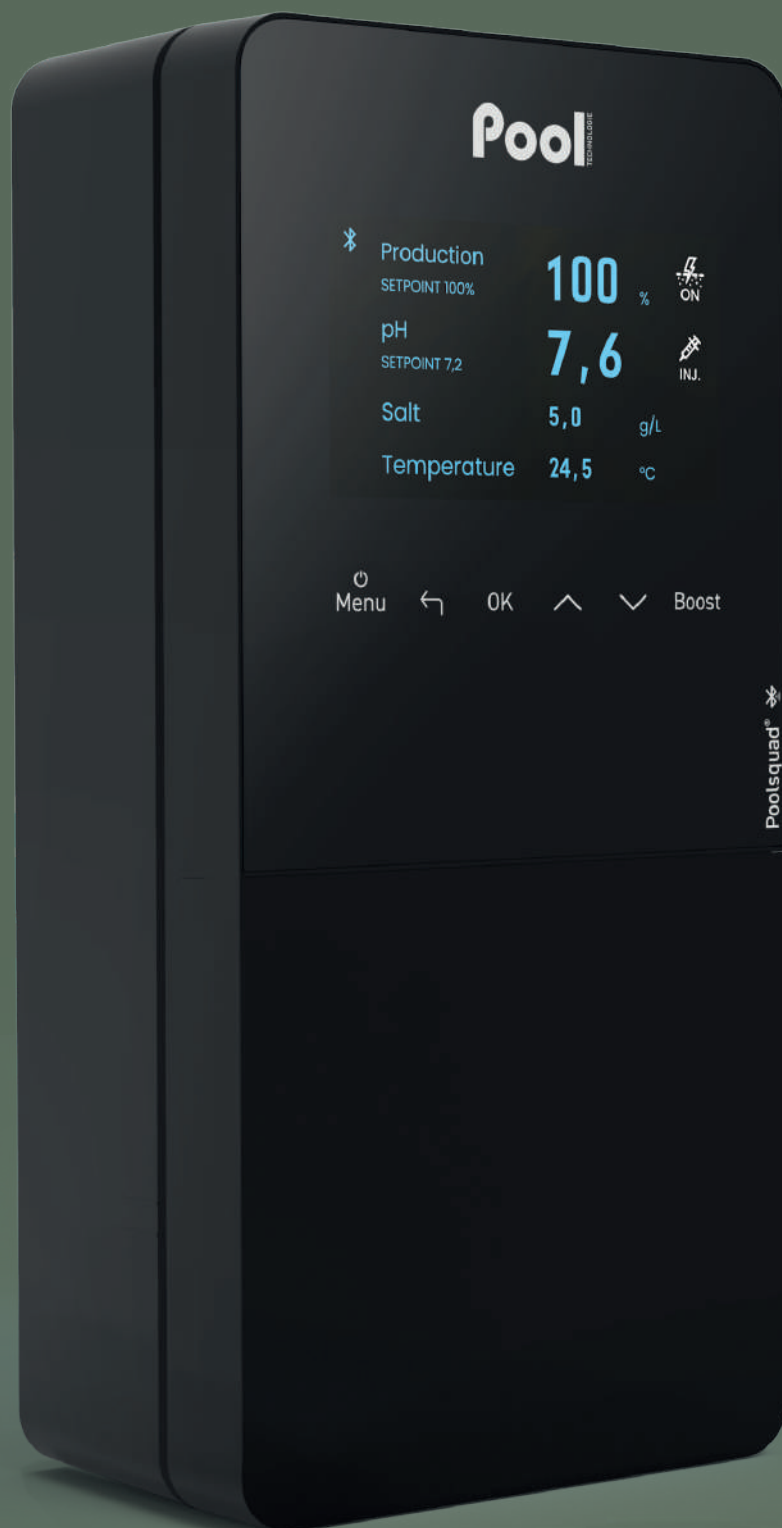 Pool
TECHNOLOGIE
Production
SETPOINT 100%
100 %
ON
pH
SETPOINT 7,2
7,6
INJ.
Salt 5,0 g/L
Temperature 24,5 °C
Menu OK Boost
Poolsquad®